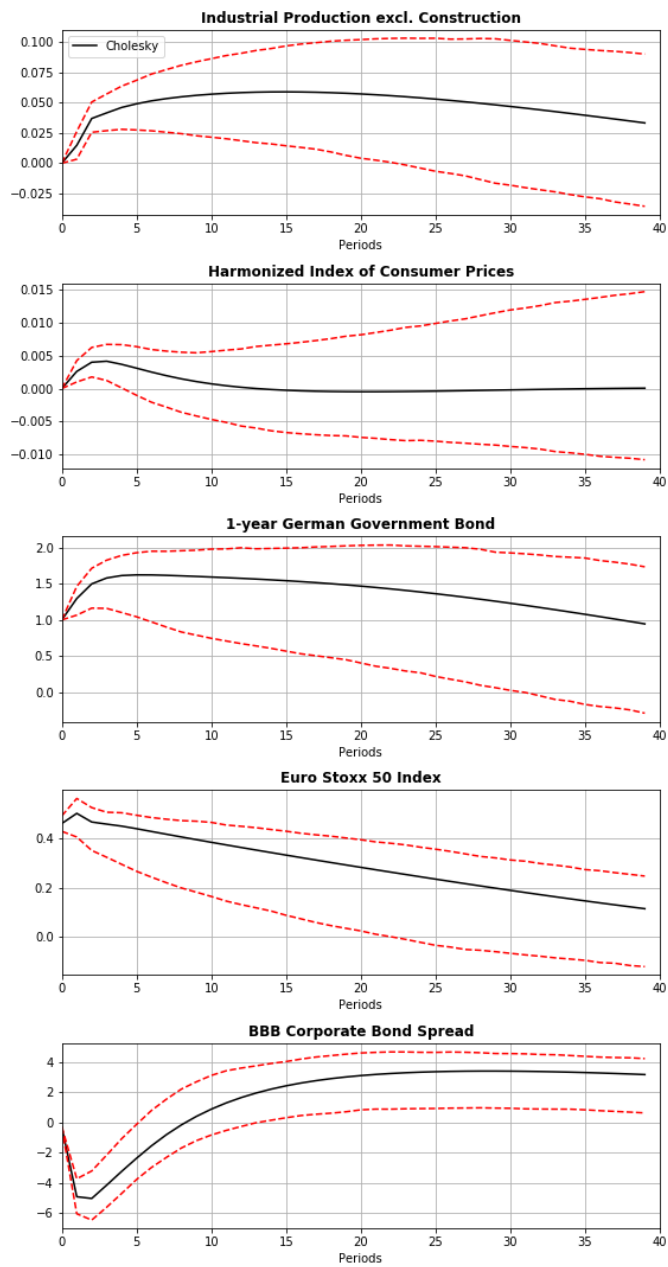 Industrial Production excl. Construction
Cholesky
0.100
0.075
0.050
0.025
0.000
−0.025
0 5 10 15 20 25 30 35 40
Periods
Harmonized Index of Consumer Prices
0.015
0.010
0.005
0.000
−0.005
−0.010
0 5 10 15 20 25 30 35 40
Periods
1-year German Government Bond
2.0
1.5
1.0
0.5
0.0
0 5 10 15 20 25 30 35 40
Periods
Euro Stoxx 50 Index
0.4
0.2
0.0
0 5 10 15 20 25 30 35 40
Periods
BBB Corporate Bond Spread
4
2
0
−2
−4
−6
0 5 10 15 20 25 30 35 40
Periods